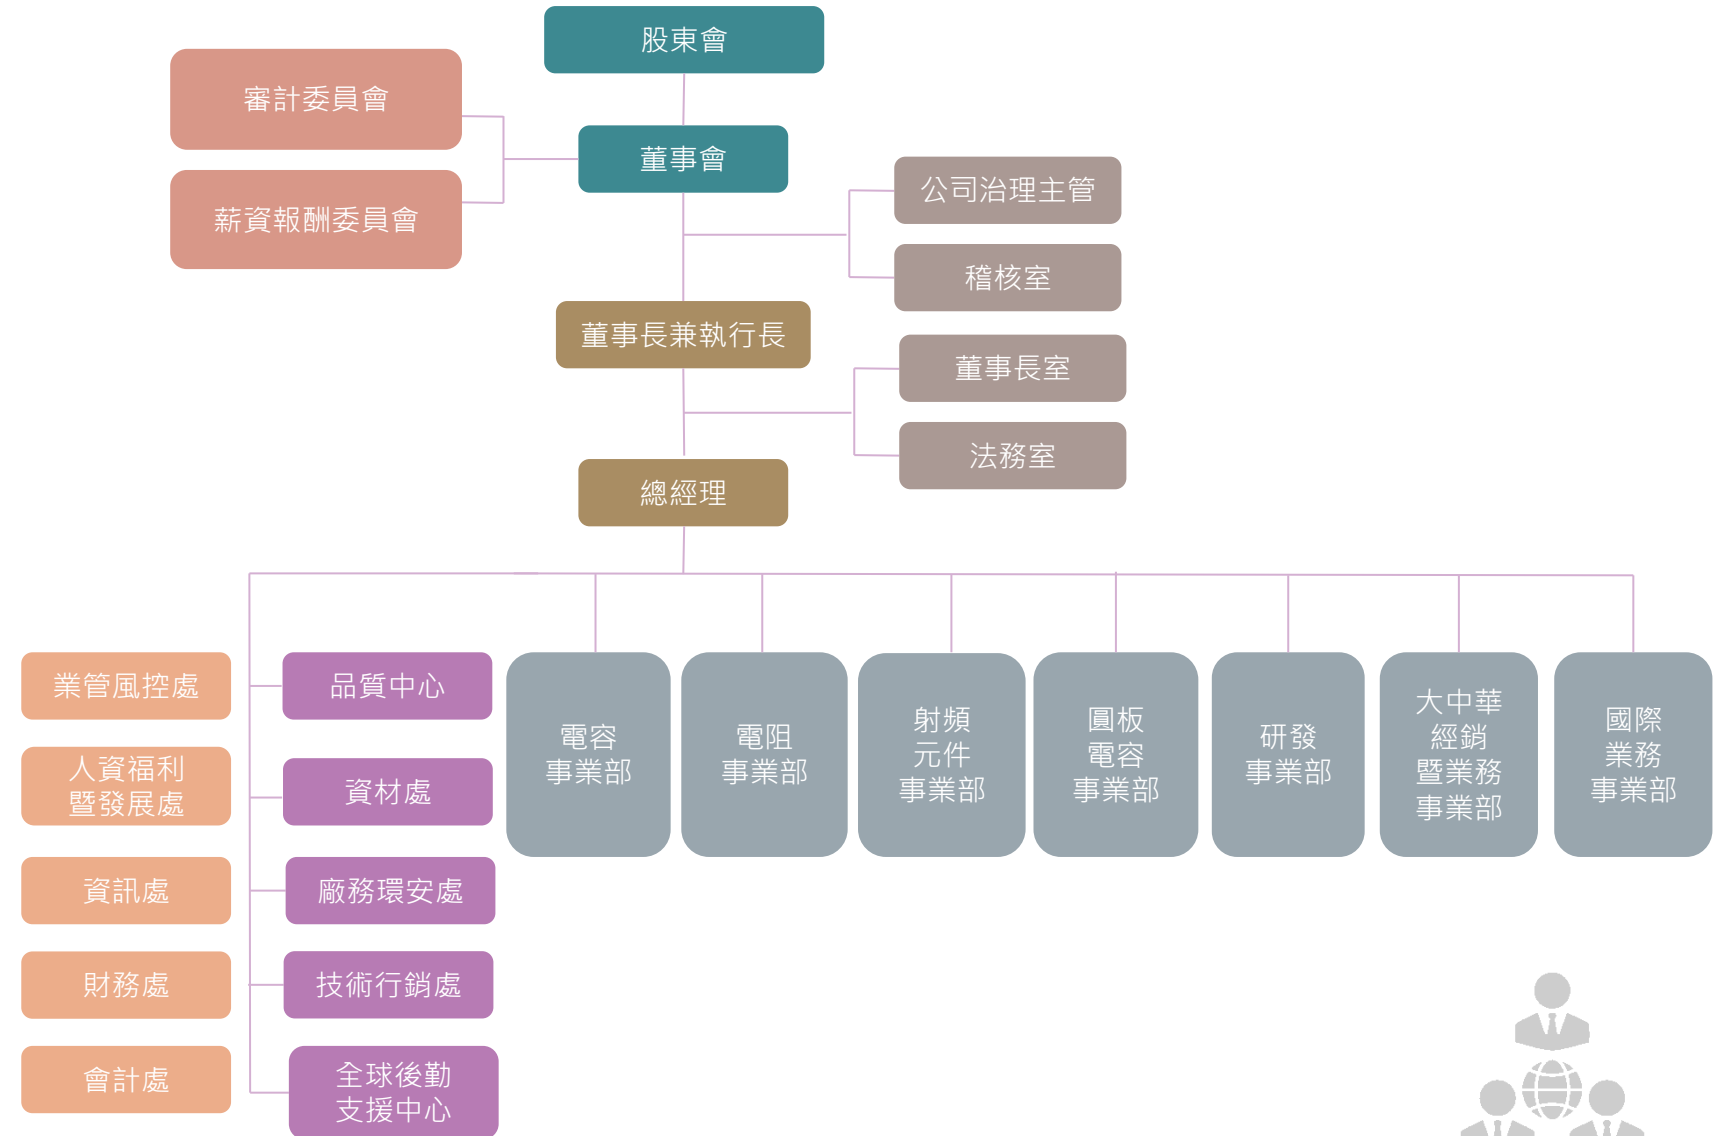 股東會
審計委員會
董事會
薪資報酬委員會
公司治理主管
稽核室
董事長兼執行長
董事長室
法務室
總經理
業管風控處
人資福利
暨發展處
資訊處
財務處
會計處
品質中心
資材處
廠務環安處
技術行銷處
全球後勤
支援中心
電容
事業部
電阻
事業部
射頻
元件
事業部
圓板
電容
事業部
研發
事業部
大中華
經銷
暨業務
事業部
國際
業務
事業部